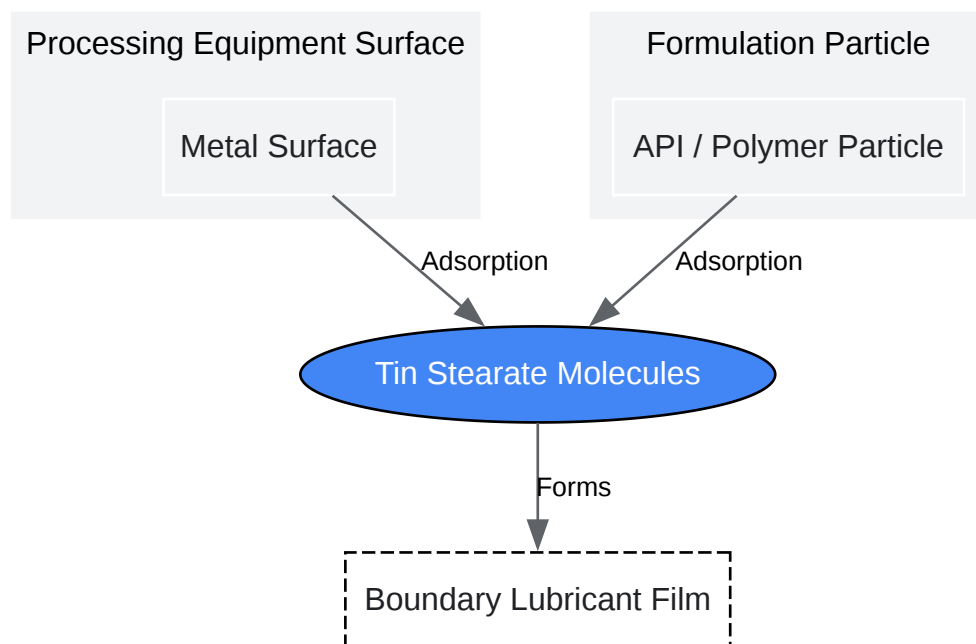 Processing Equipment Surface
Formulation Particle
Metal Surface
API / Polymer Particle
Adsorption
Adsorption
Tin Stearate Molecules
Forms
Boundary Lubricant Film